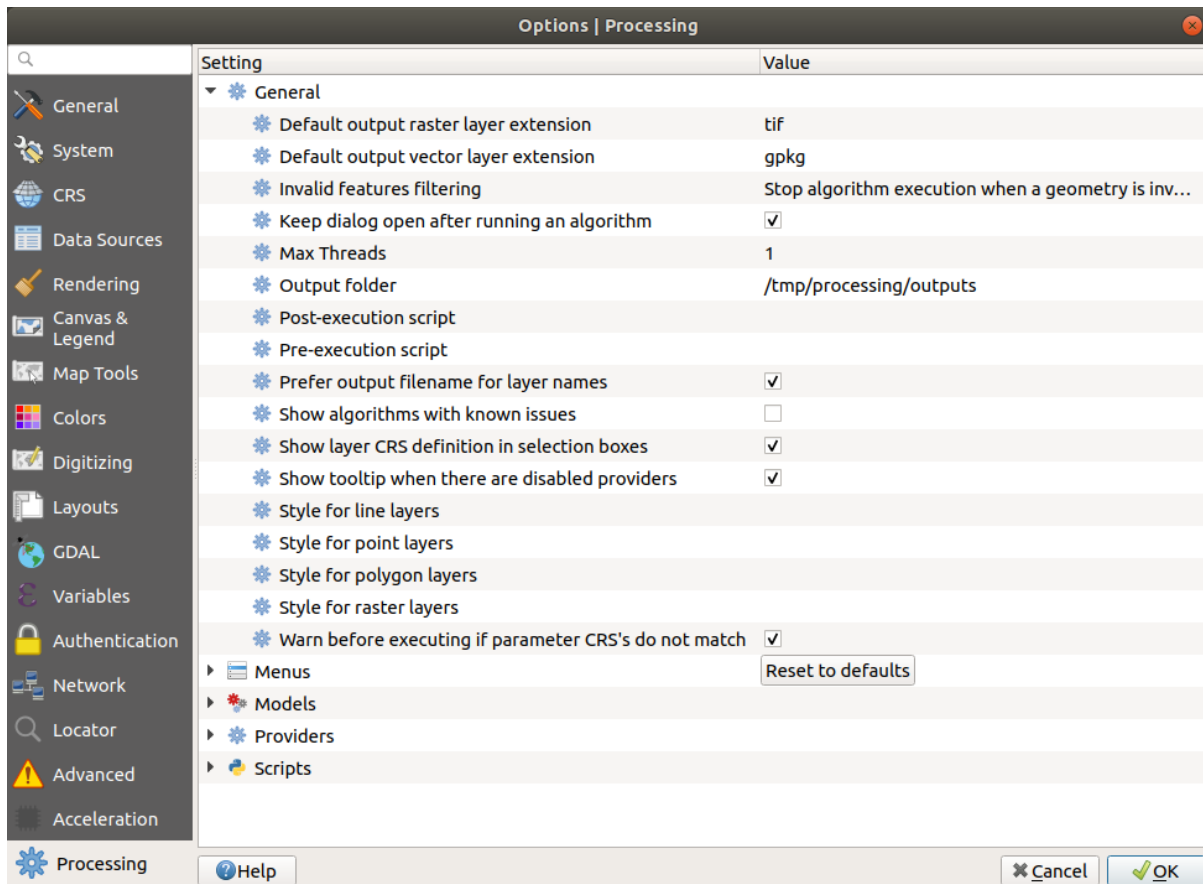 Options | Processing
General
System
CRS
Data Sources
Rendering
Canvas &
Legend
Map Tools
Colors
Digitizing
Layouts
GDAL
Variables
Authentication
Network
Locator
Advanced
Acceleration
Processing
Setting Value
General
Default output raster layer extension tif
Default output vector layer extension gpkg
Invalid features filtering Stop algorithm execution when a geometry is inv...
Keep dialog open after running an algorithm
Max Threads 1
Output folder /tmp/processing/outputs
Post-execution script
Pre-execution script
Prefer output filename for layer names
Show algorithms with known issues
Show layer CRS definition in selection boxes
Show tooltip when there are disabled providers
Style for line layers
Style for point layers
Style for polygon layers
Style for raster layers
Warn before executing if parameter CRS's do not match
Menus Reset to defaults
Models
Providers
Scripts
Help Cancel OK